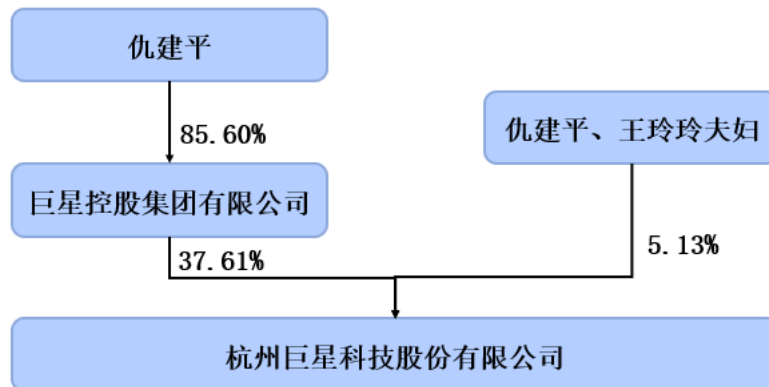 仇建平
85.60%
仇建平、王玲玲夫妇
巨星控股集团有限公司
37.61%
5.13%
杭州巨星科技股份有限公司